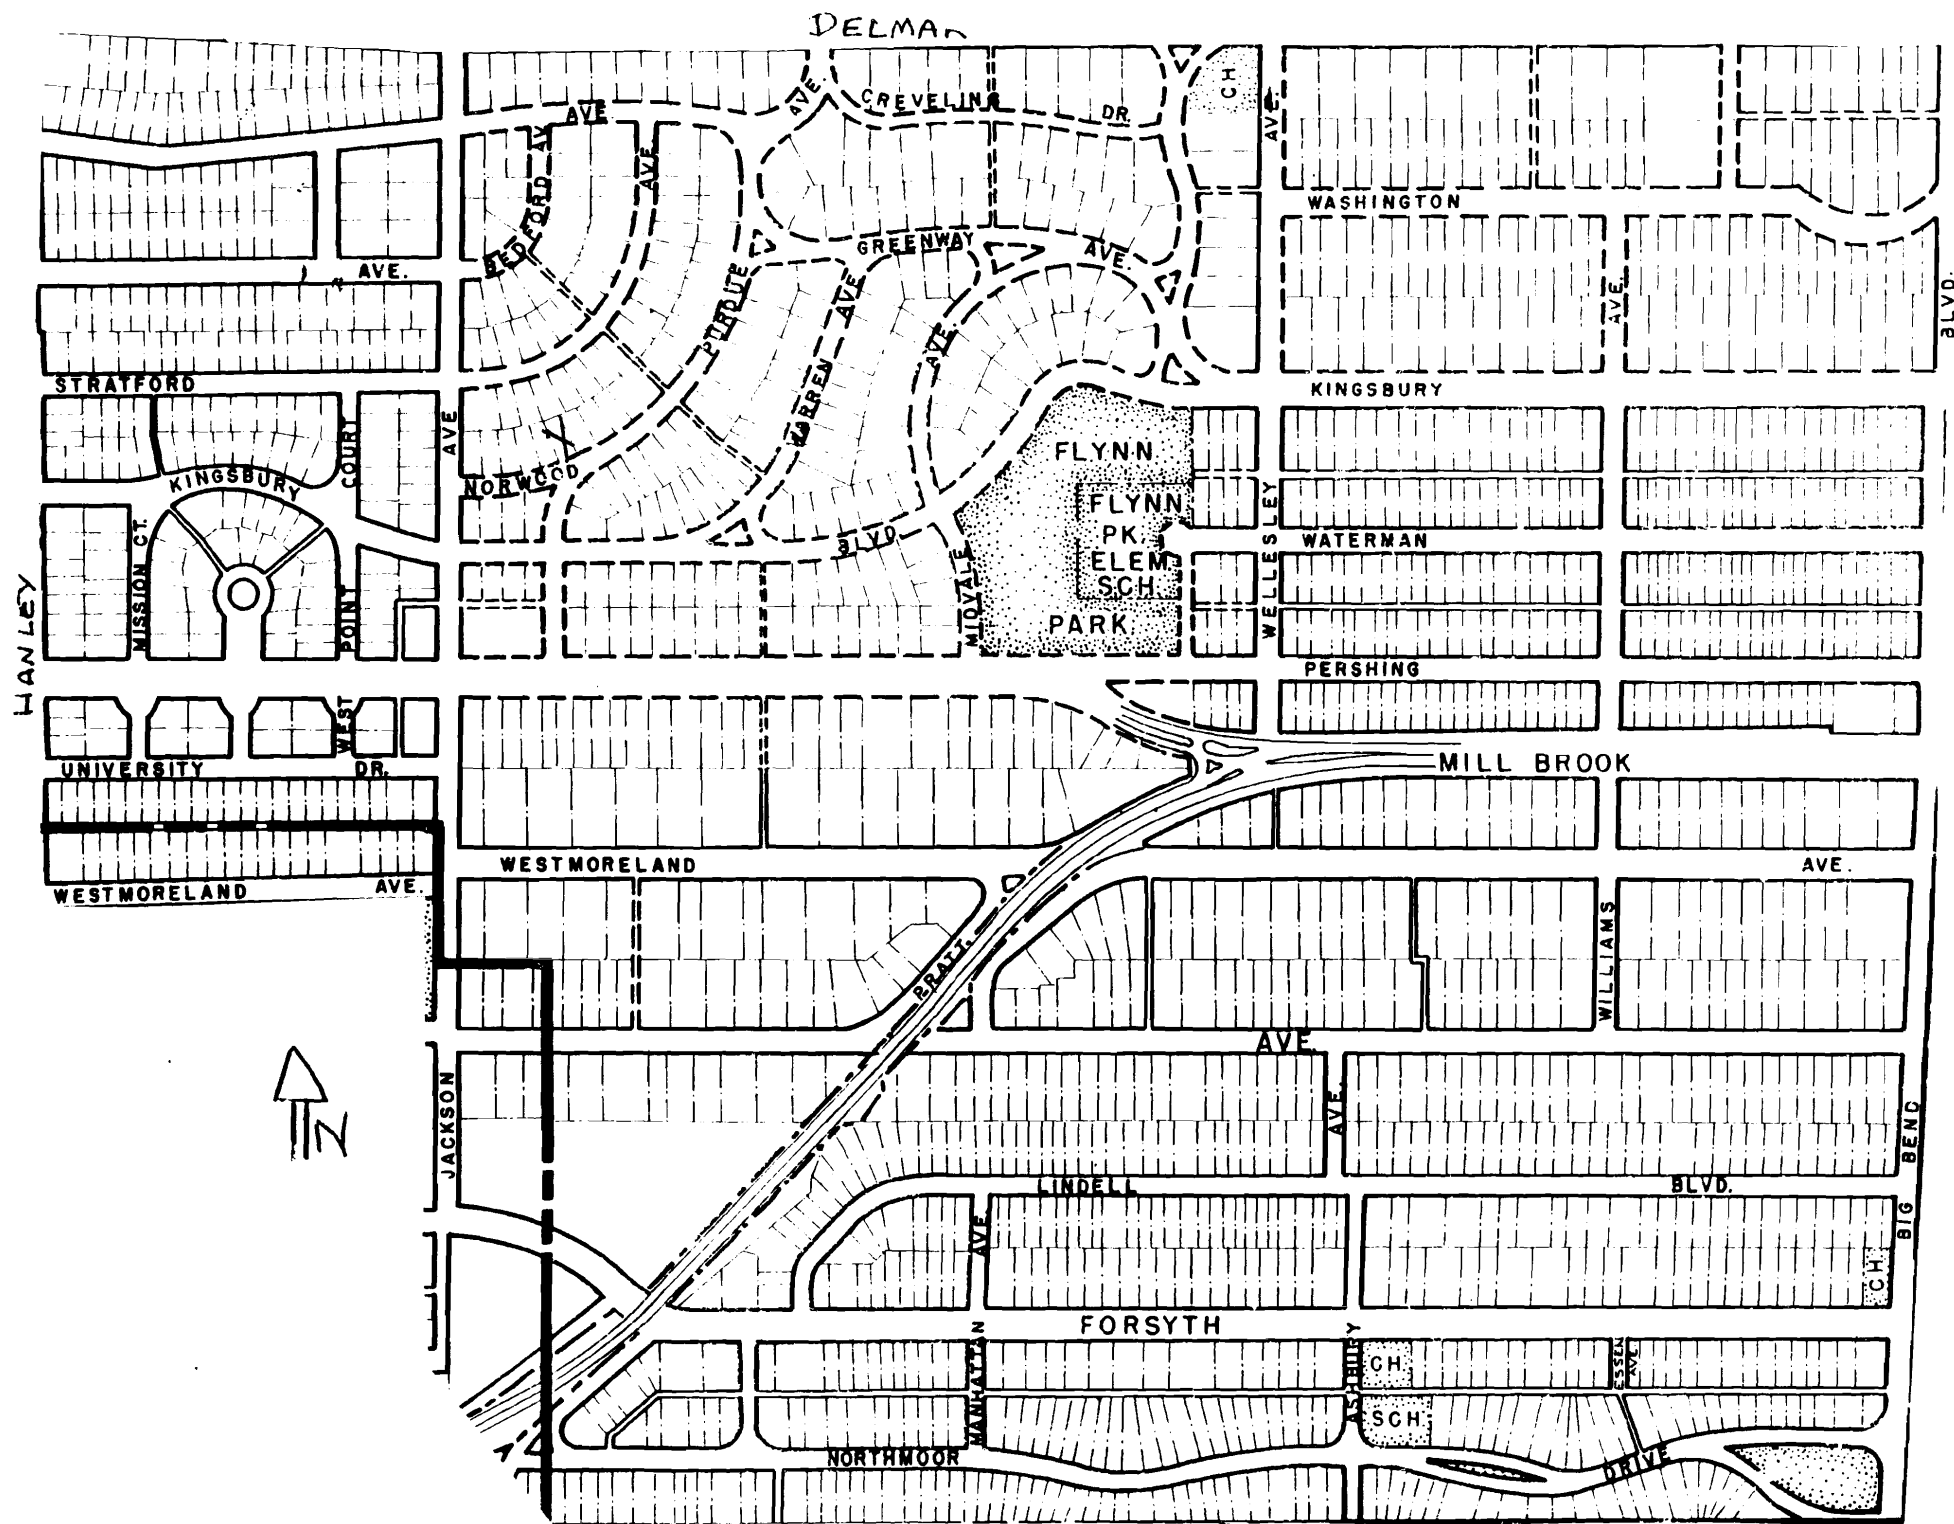 DELMAR
CREVELING
DR.
AVE.
CH
AVE
BEDFORD AV
AVE
AVE.
WASHINGTON
GREENWAY
AVE.
AVE.
PURDUE
WARREN AVE
AVE.
AVE.
BLVD.
STRATFORD
KINGSBURY
COURT
AVE
NORWOOD
X
KINGSBURY
FLYNN
FLYNN
PK.
ELEM
SCH.
PARK
WELLESLEY
WATERMAN
BLVD.
MIDVALE
HANLEY
MISSION CT.
POINT
WEST
PERSHING
UNIVERSITY
DR.
MILL BROOK
WESTMORELAND
AVE.
WESTMORELAND
AVE.
PRATT
WILLIAMS
AVE.
N
JACKSON
AVE.
BIG BEND
LINDELL
BLVD.
AVE
CH.
FORSYTH
MANHATTAN
ASHBURY
CH.
ESSEN
AVE.
SCH.
NORTHMOOR
DRIVE